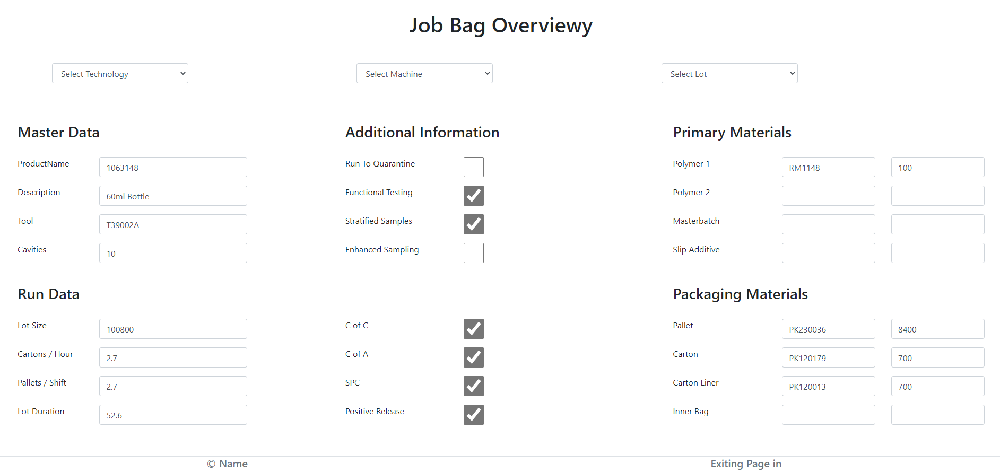 Job Bag Overviewy
Select Technology
Select Machine
Select Lot
Master Data
ProductName 1063148
Description 60ml Bottle
Tool T39002A
Cavities 10
Additional Information
Run To Quarantine
Functional Testing
Stratified Samples
Enhanced Sampling
Primary Materials
Polymer 1 RM1148 100
Polymer 2
Masterbatch
Slip Additive
Run Data
Lot Size 100800
Cartons / Hour 2.7
Pallets / Shift 2.7
Lot Duration 52.6
C of C
C of A
SPC
Positive Release
Packaging Materials
Pallet PK230036 8400
Carton PK120179 700
Carton Liner PK120013 700
Inner Bag
© Name
Exiting Page in